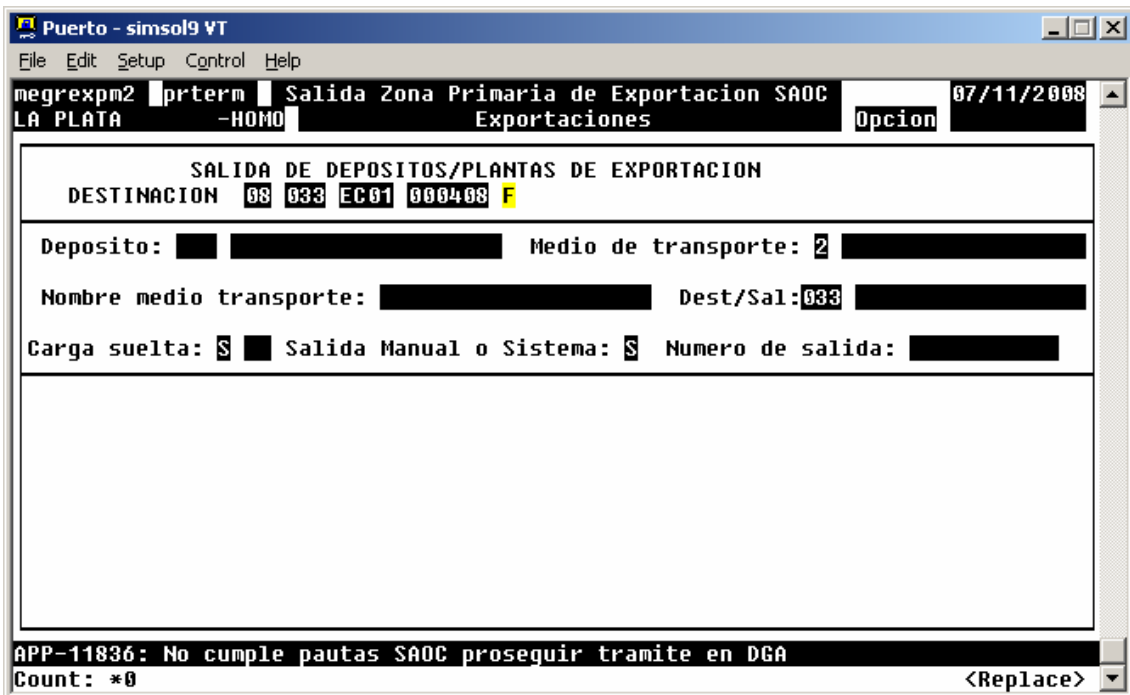 Puerto - simsol9 VT
File Edit Setup Control Help
megrexpm2 prterm Salida Zona Primaria de Exportacion SAOC 07/11/2008
LA PLATA -HOMO Exportaciones Opcion
SALIDA DE DEPOSITOS/PLANTAS DE EXPORTACION
DESTINACION 08 033 EC01 000408 F
Deposito: Medio de transporte: 2
Nombre medio transporte: Dest/Sal:033
Carga suelta: S Salida Manual o Sistema: S Numero de salida:
APP-11836: No cumple pautas SAOC proseguir tramite en DGA
Count: *0 <Replace>